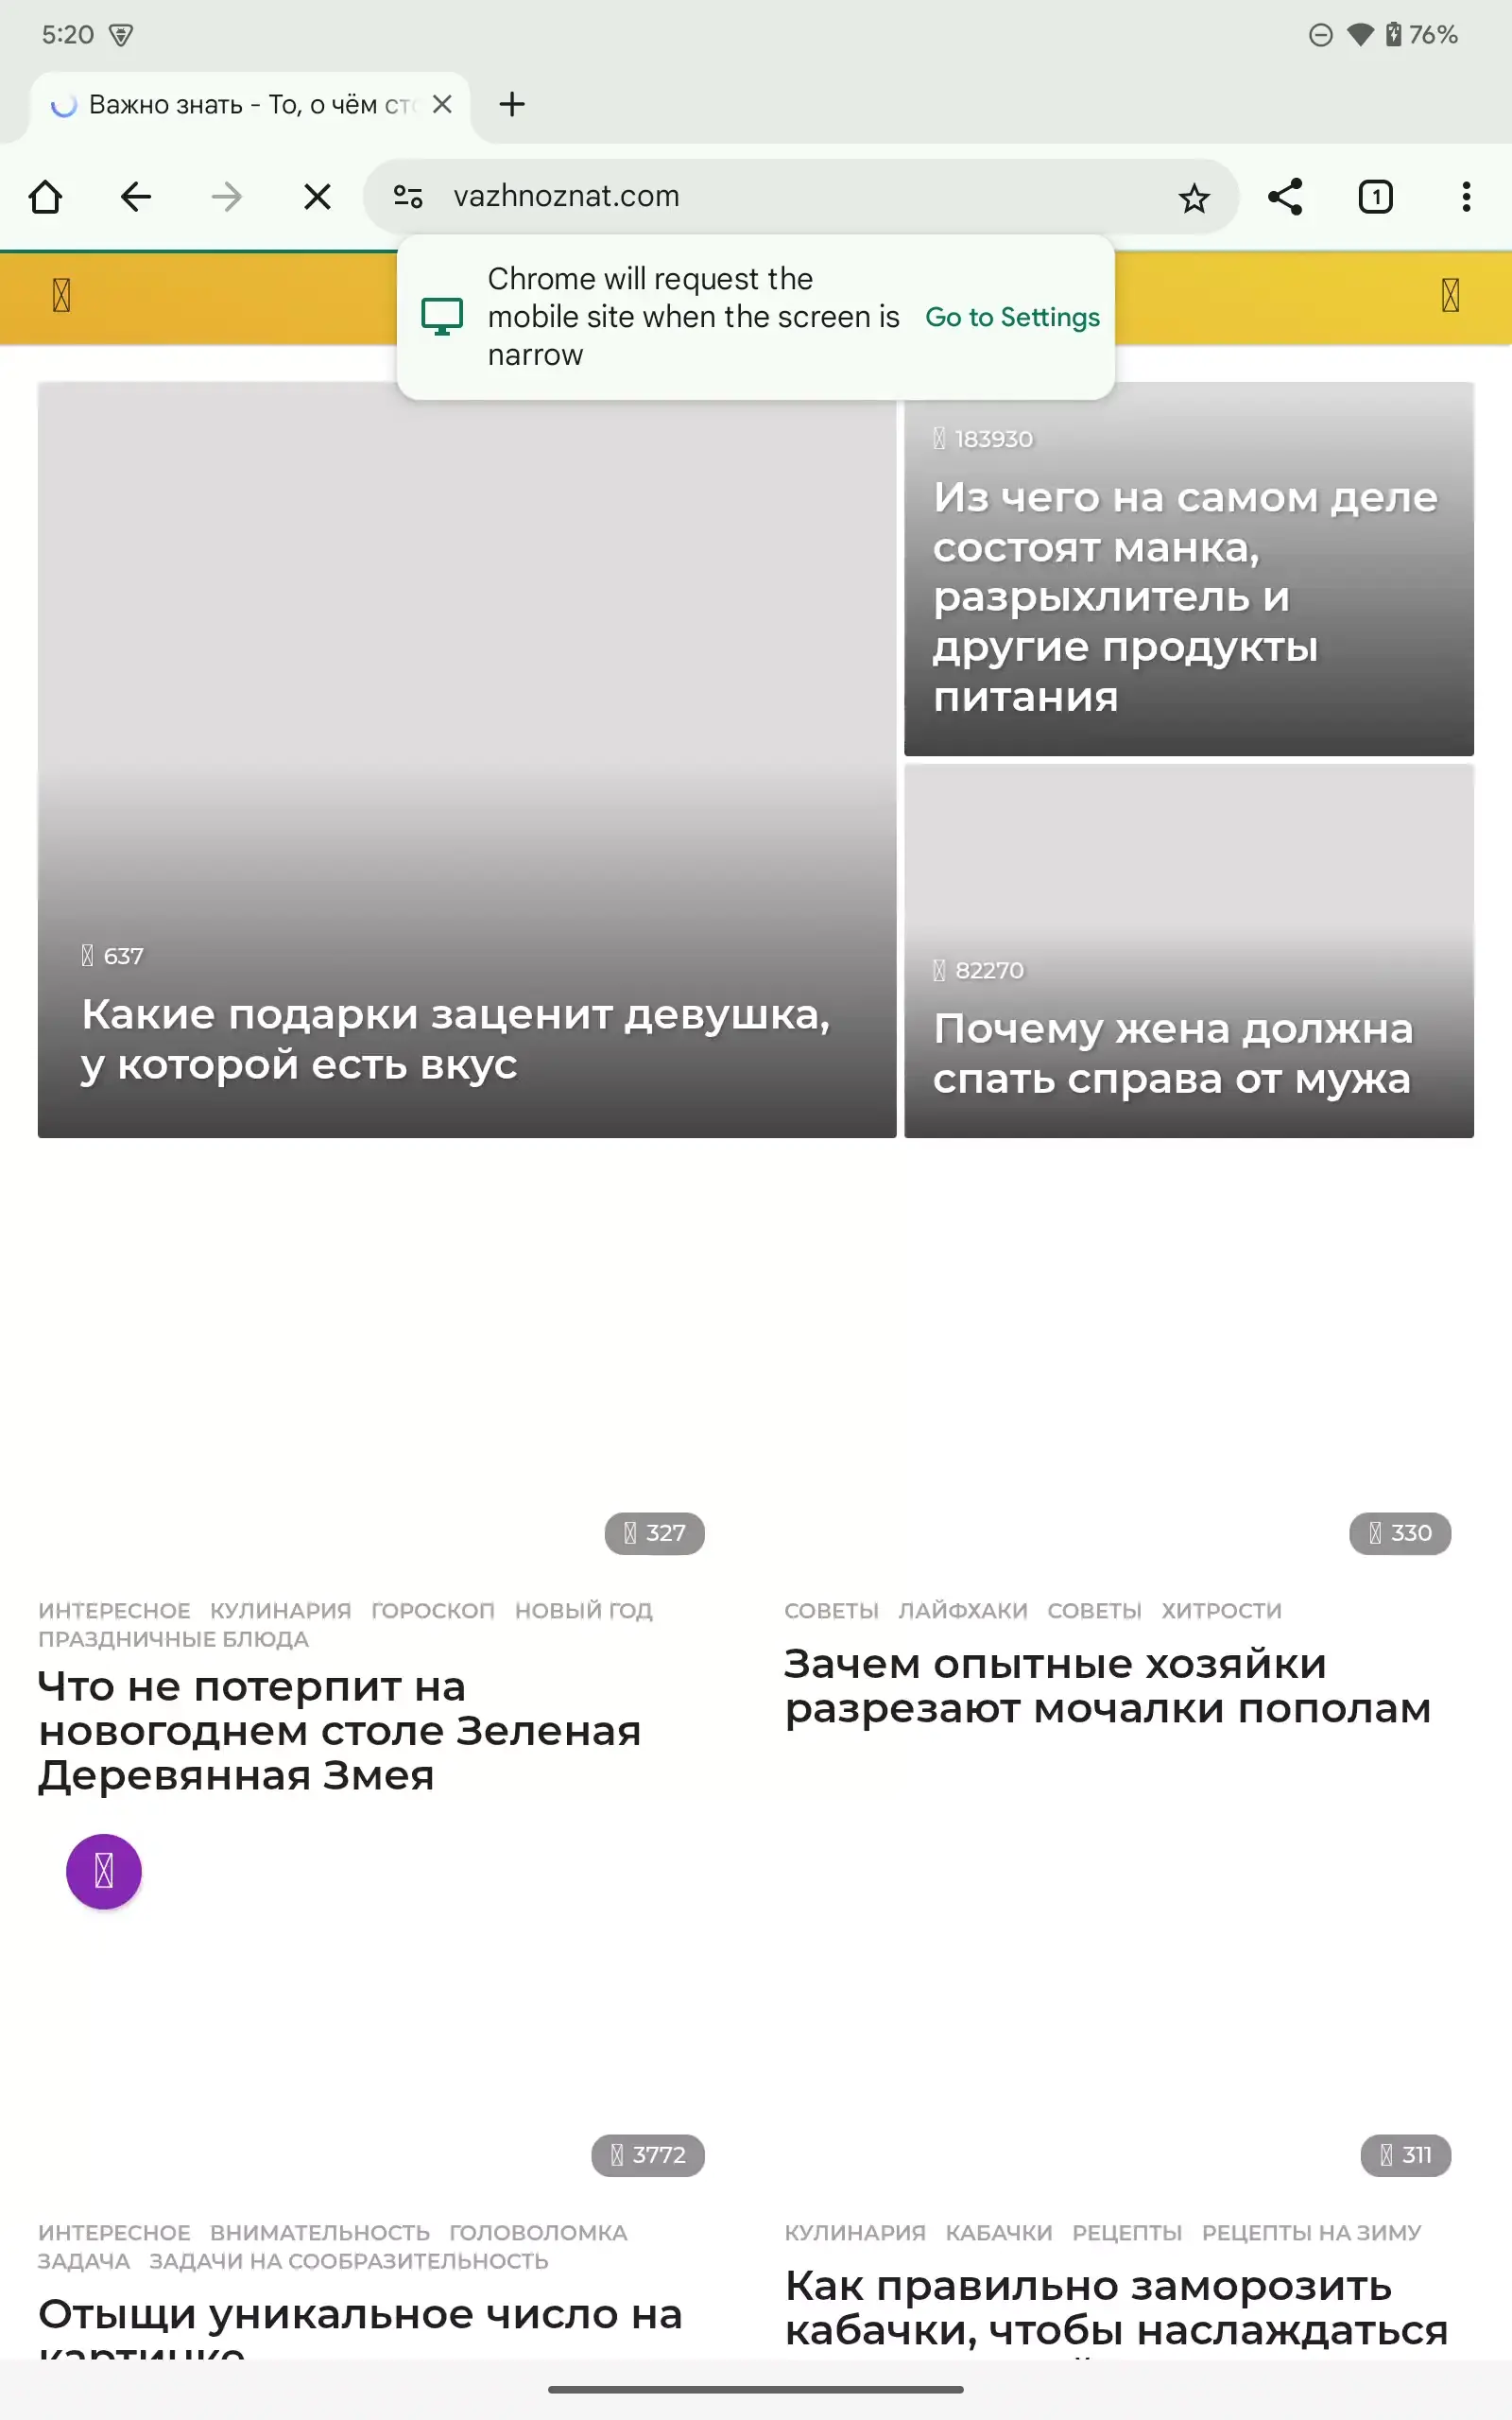 5:20
76%
Важно знать - То, о чём сто
vazhnoznat.com
1
Chrome will request the
mobile site when the screen is
narrow
Go to Settings
183930
Из чего на самом деле
состоят манка,
разрыхлитель и
другие продукты
питания
637
Какие подарки заценит девушка,
у которой есть вкус
82270
Почему жена должна
спать справа от мужа
327
ИНТЕРЕСНОЕ КУЛИНАРИЯ ГОРОСКОП НОВЫЙ ГОД
ПРАЗДНИЧНЫЕ БЛЮДА
Что не потерпит на
новогоднем столе Зеленая
Деревянная Змея
330
СОВЕТЫ ЛАЙФХАКИ СОВЕТЫ ХИТРОСТИ
Зачем опытные хозяйки
разрезают мочалки пополам
3772
ИНТЕРЕСНОЕ ВНИМАТЕЛЬНОСТЬ ГОЛОВОЛОМКА
ЗАДАЧА ЗАДАЧИ НА СООБРАЗИТЕЛЬНОСТЬ
Отыщи уникальное число на
картинке
311
КУЛИНАРИЯ КАБАЧКИ РЕЦЕПТЫ РЕЦЕПТЫ НА ЗИМУ
Как правильно заморозить
кабачки, чтобы наслаждаться